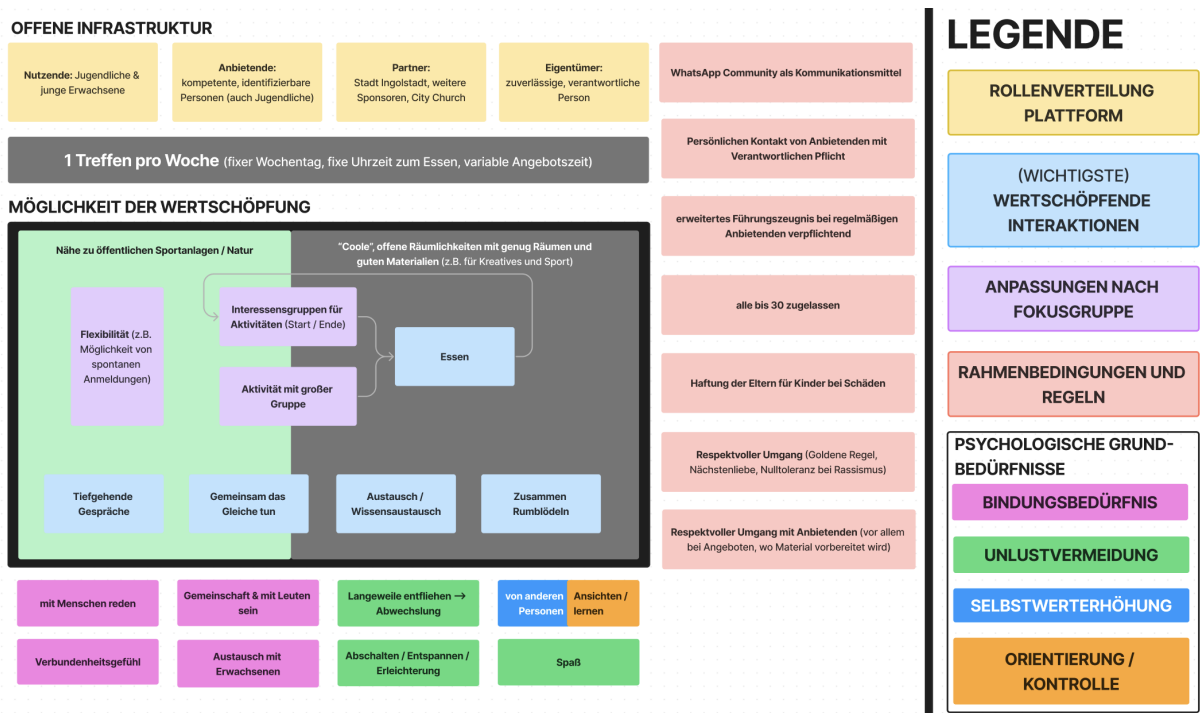 OFFENE INFRASTRUKTUR
Nutzende: Jugendliche &
junge Erwachsene
Anbietende:
kompetente, identifizierbare
Personen (auch Jugendliche)
Partner:
Stadt Ingolstadt, weitere
Sponsoren, City Church
Eigentümer:
zuverlässige, verantwortliche
Person
1 Treffen pro Woche (fixer Wochentag, fixe Uhrzeit zum Essen, variable Angebotszeit)
MÖGLICHKEIT DER WERTSCHÖPFUNG
Nähe zu öffentlichen Sportanlagen / Natur
"Coole", offene Räumlichkeiten mit genug Räumen und
guten Materialien (z.B. für Kreatives und Sport)
Flexibilität (z.B.
Möglichkeit von
spontanen
Anmeldungen)
Interessensgruppen für
Aktivitäten (Start / Ende)
Aktivität mit großer
Gruppe
Essen
Tiefgehende
Gespräche
Gemeinsam das
Gleiche tun
Austausch /
Wissensaustausch
Zusammen
Rumblödeln
mit Menschen reden
Gemeinschaft & mit Leuten
sein
Langeweile entfliehen →
Abwechslung
von anderen
Personen
Ansichten /
lernen
Verbundenheitsgefühl
Austausch mit
Erwachsenen
Abschalten / Entspannen /
Erleichterung
Spaß
WhatsApp Community als Kommunikationsmittel
Persönlichen Kontakt von Anbietenden mit
Verantwortlichen Pflicht
erweitertes Führungszeugnis bei regelmäßigen
Anbietenden verpflichtend
alle bis 30 zugelassen
Haftung der Eltern für Kinder bei Schäden
Respektvoller Umgang (Goldene Regel,
Nächstenliebe, Nulltoleranz bei Rassismus)
Respektvoller Umgang mit Anbietenden (vor allem
bei Angeboten, wo Material vorbereitet wird)
LEGENDE
ROLLENVERTEILUNG
PLATTFORM
(WICHTIGSTE)
WERTSCHÖPFENDE
INTERAKTIONEN
ANPASSUNGEN NACH
FOKUSGRUPPE
RAHMENBEDINGUNGEN UND
REGELN
PSYCHOLOGISCHE GRUND-
BEDÜRFNISSE
BINDUNGSBEDÜRFNIS
UNLUSTVERMEIDUNG
SELBSTWERTERHÖHUNG
ORIENTIERUNG /
KONTROLLE